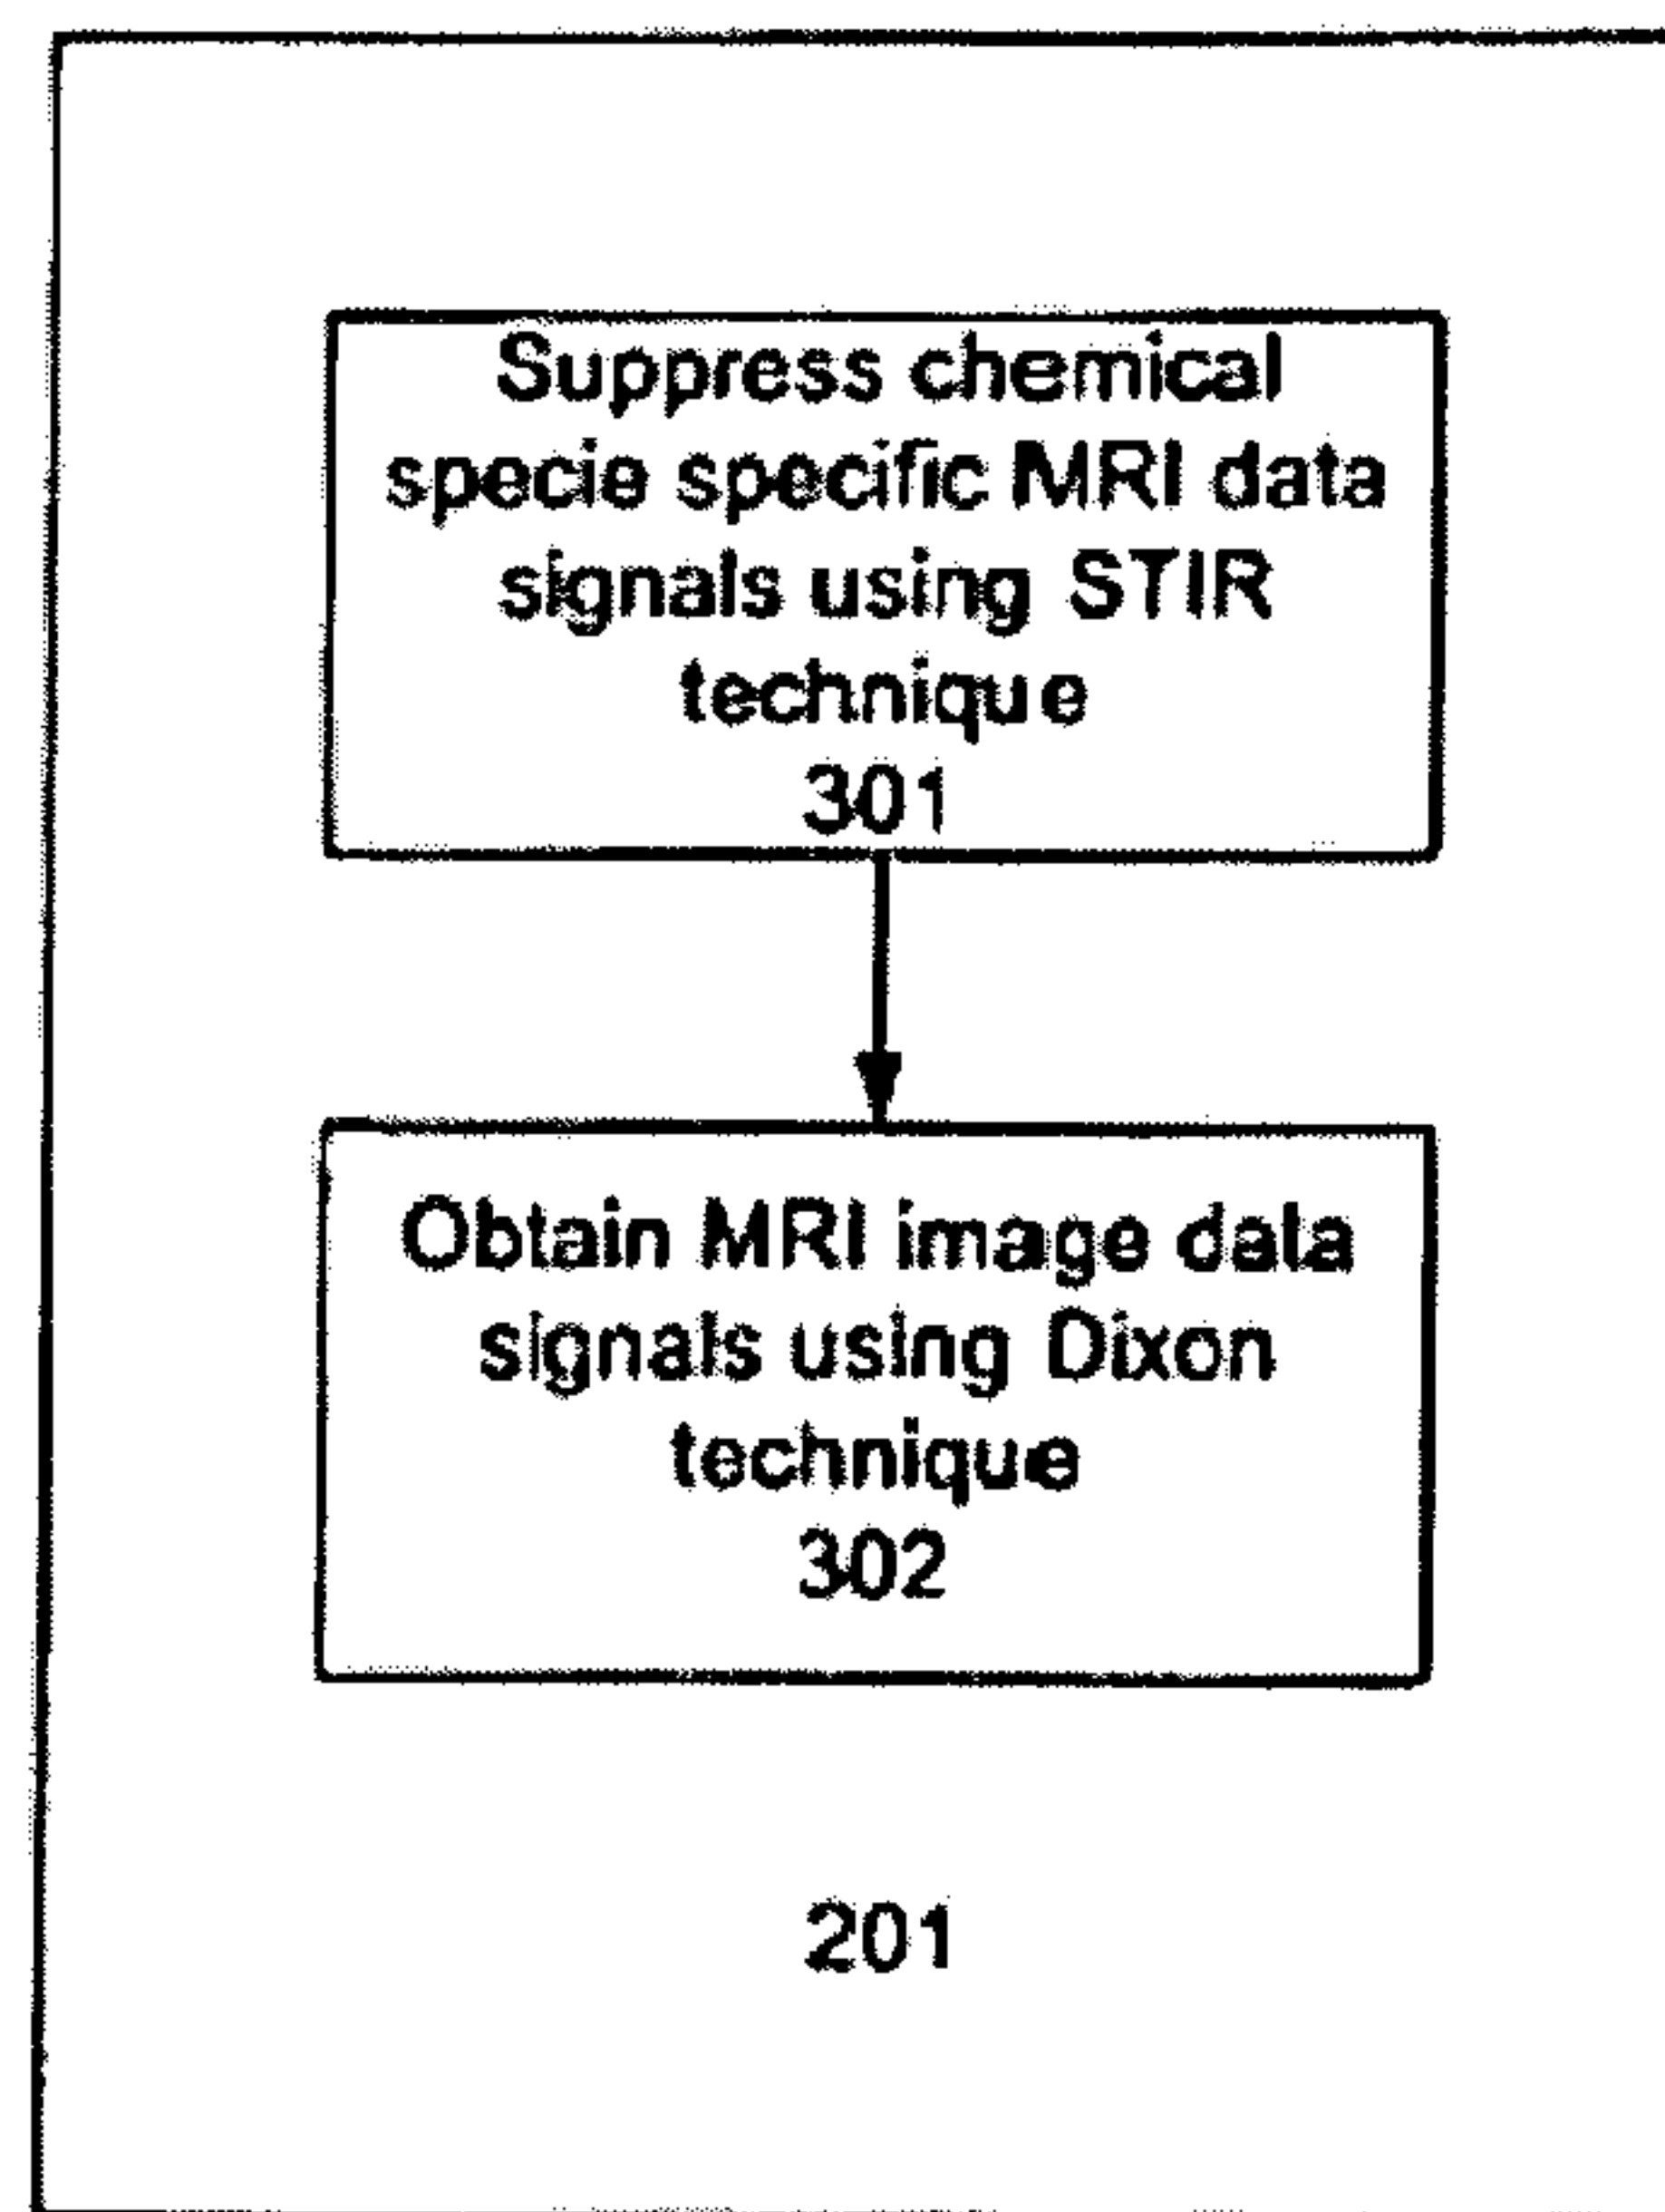 Suppress chemical
specie specific MRI data
signals using STIR
technique
301
Obtain MRI image data
signals using Dixon
technique
302
201